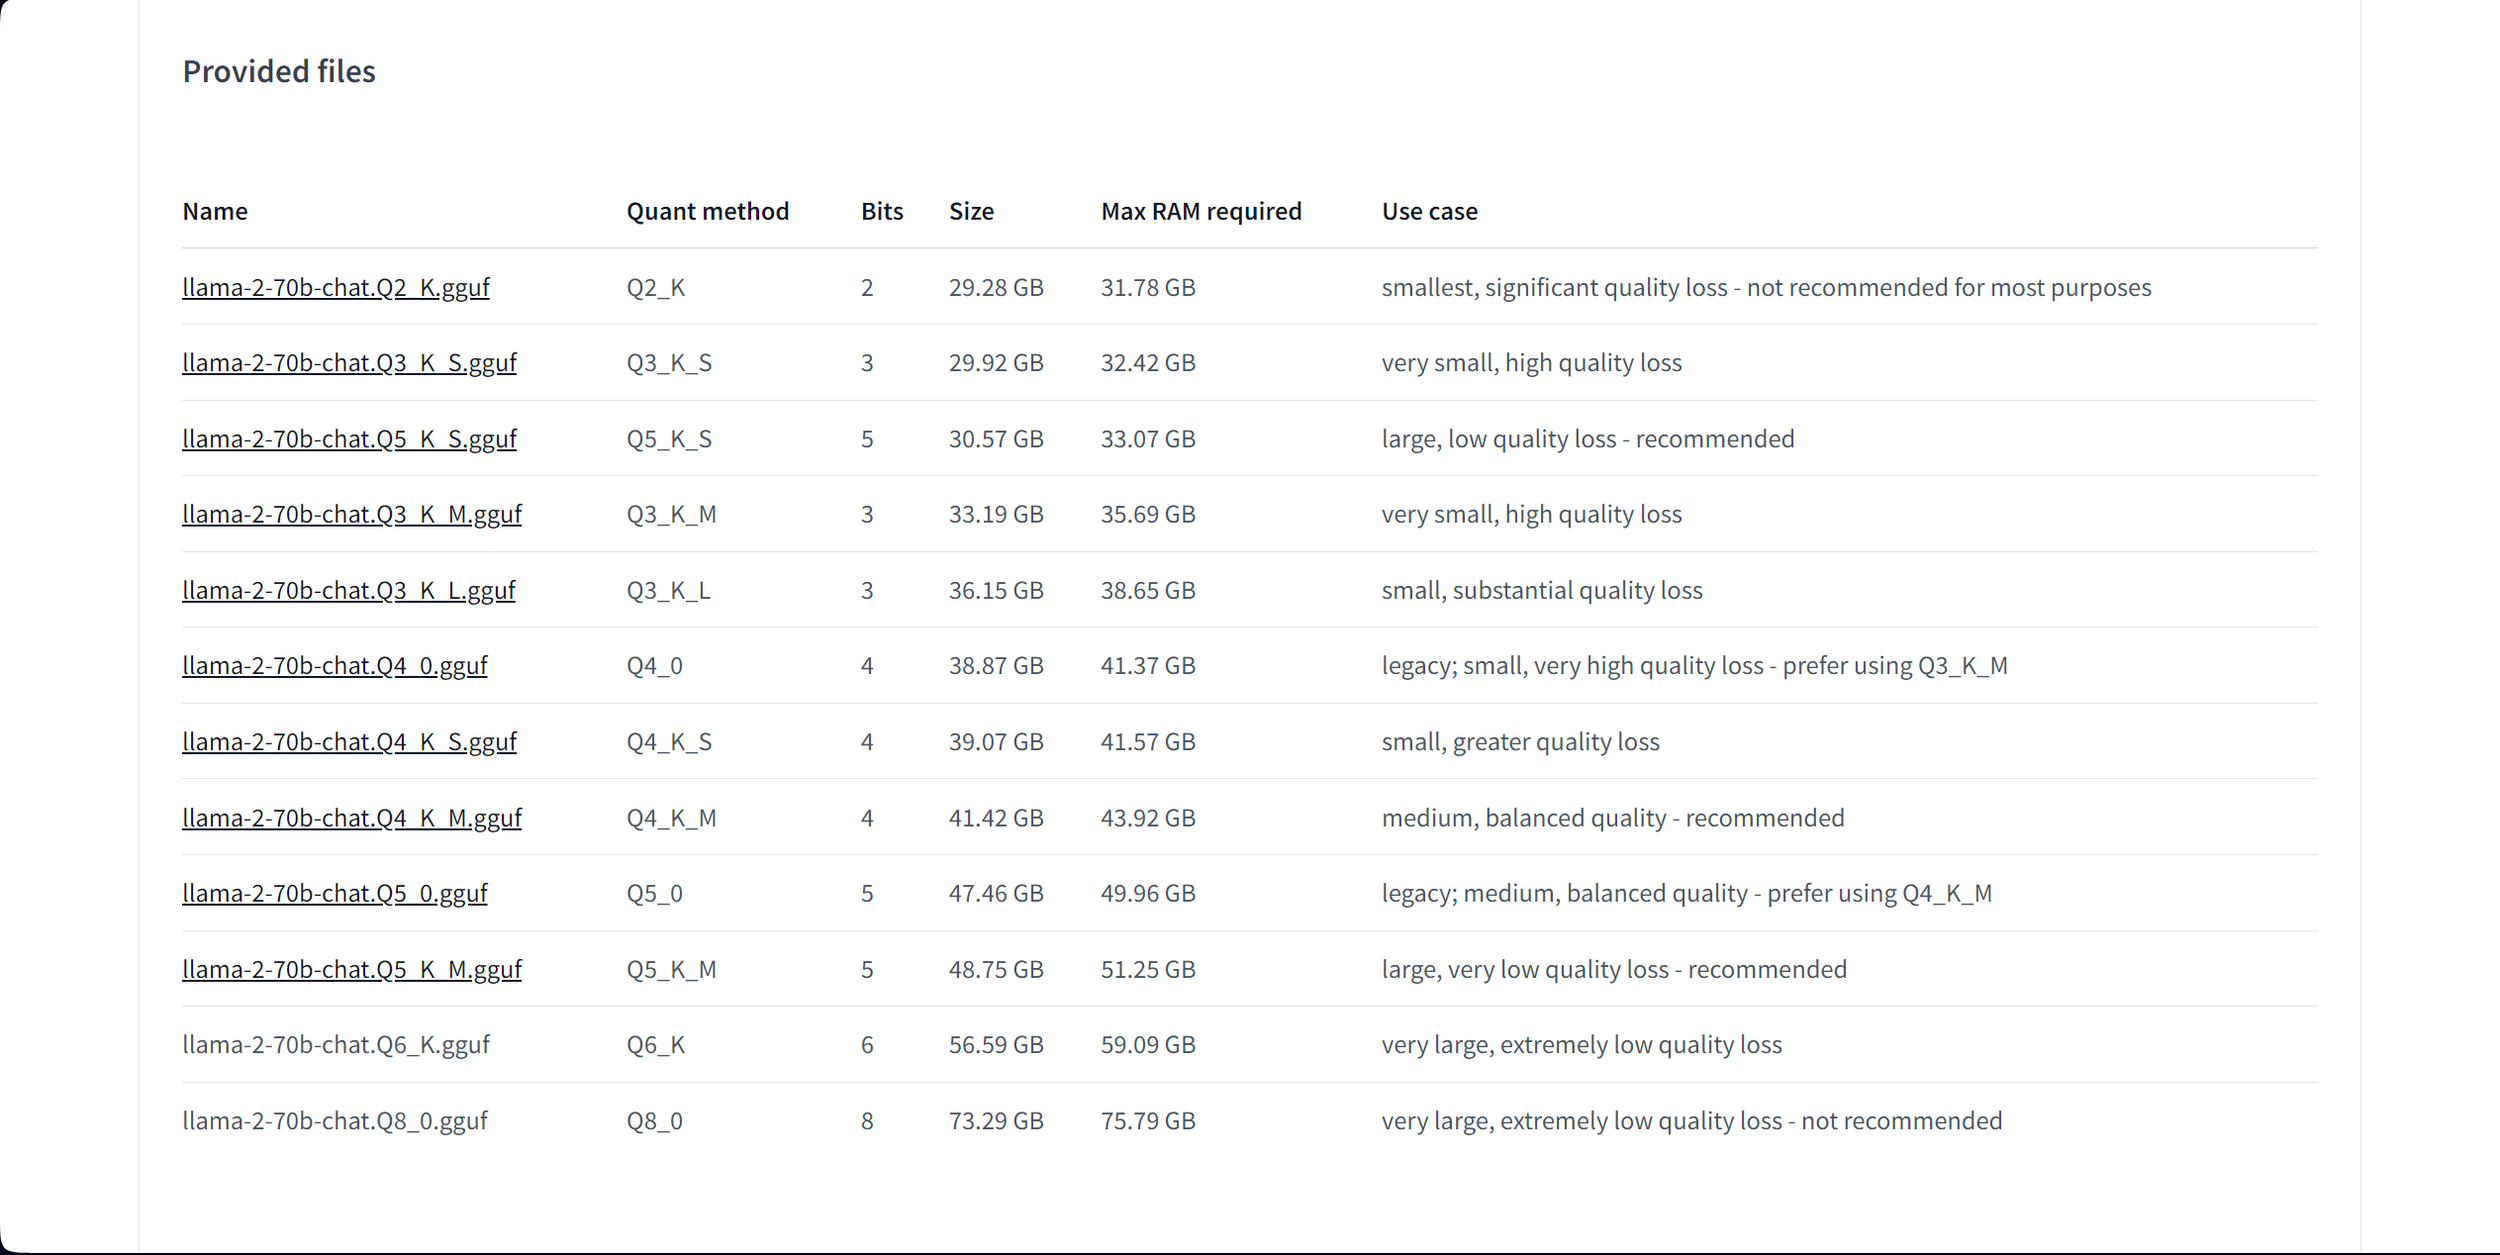 Provided files
Name Quant method Bits Size Max RAM required Use case
llama-2-70b-chat.Q2_K.gguf Q2_K 2 29.28 GB 31.78 GB smallest, significant quality loss - not recommended for most purposes
llama-2-70b-chat.Q3_K_S.gguf Q3_K_S 3 29.92 GB 32.42 GB very small, high quality loss
llama-2-70b-chat.Q5_K_S.gguf Q5_K_S 5 30.57 GB 33.07 GB large, low quality loss - recommended
llama-2-70b-chat.Q3_K_M.gguf Q3_K_M 3 33.19 GB 35.69 GB very small, high quality loss
llama-2-70b-chat.Q3_K_L.gguf Q3_K_L 3 36.15 GB 38.65 GB small, substantial quality loss
llama-2-70b-chat.Q4_0.gguf Q4_0 4 38.87 GB 41.37 GB legacy; small, very high quality loss - prefer using Q3_K_M
llama-2-70b-chat.Q4_K_S.gguf Q4_K_S 4 39.07 GB 41.57 GB small, greater quality loss
llama-2-70b-chat.Q4_K_M.gguf Q4_K_M 4 41.42 GB 43.92 GB medium, balanced quality - recommended
llama-2-70b-chat.Q5_0.gguf Q5_0 5 47.46 GB 49.96 GB legacy; medium, balanced quality - prefer using Q4_K_M
llama-2-70b-chat.Q5_K_M.gguf Q5_K_M 5 48.75 GB 51.25 GB large, very low quality loss - recommended
llama-2-70b-chat.Q6_K.gguf Q6_K 6 56.59 GB 59.09 GB very large, extremely low quality loss
llama-2-70b-chat.Q8_0.gguf Q8_0 8 73.29 GB 75.79 GB very large, extremely low quality loss - not recommended